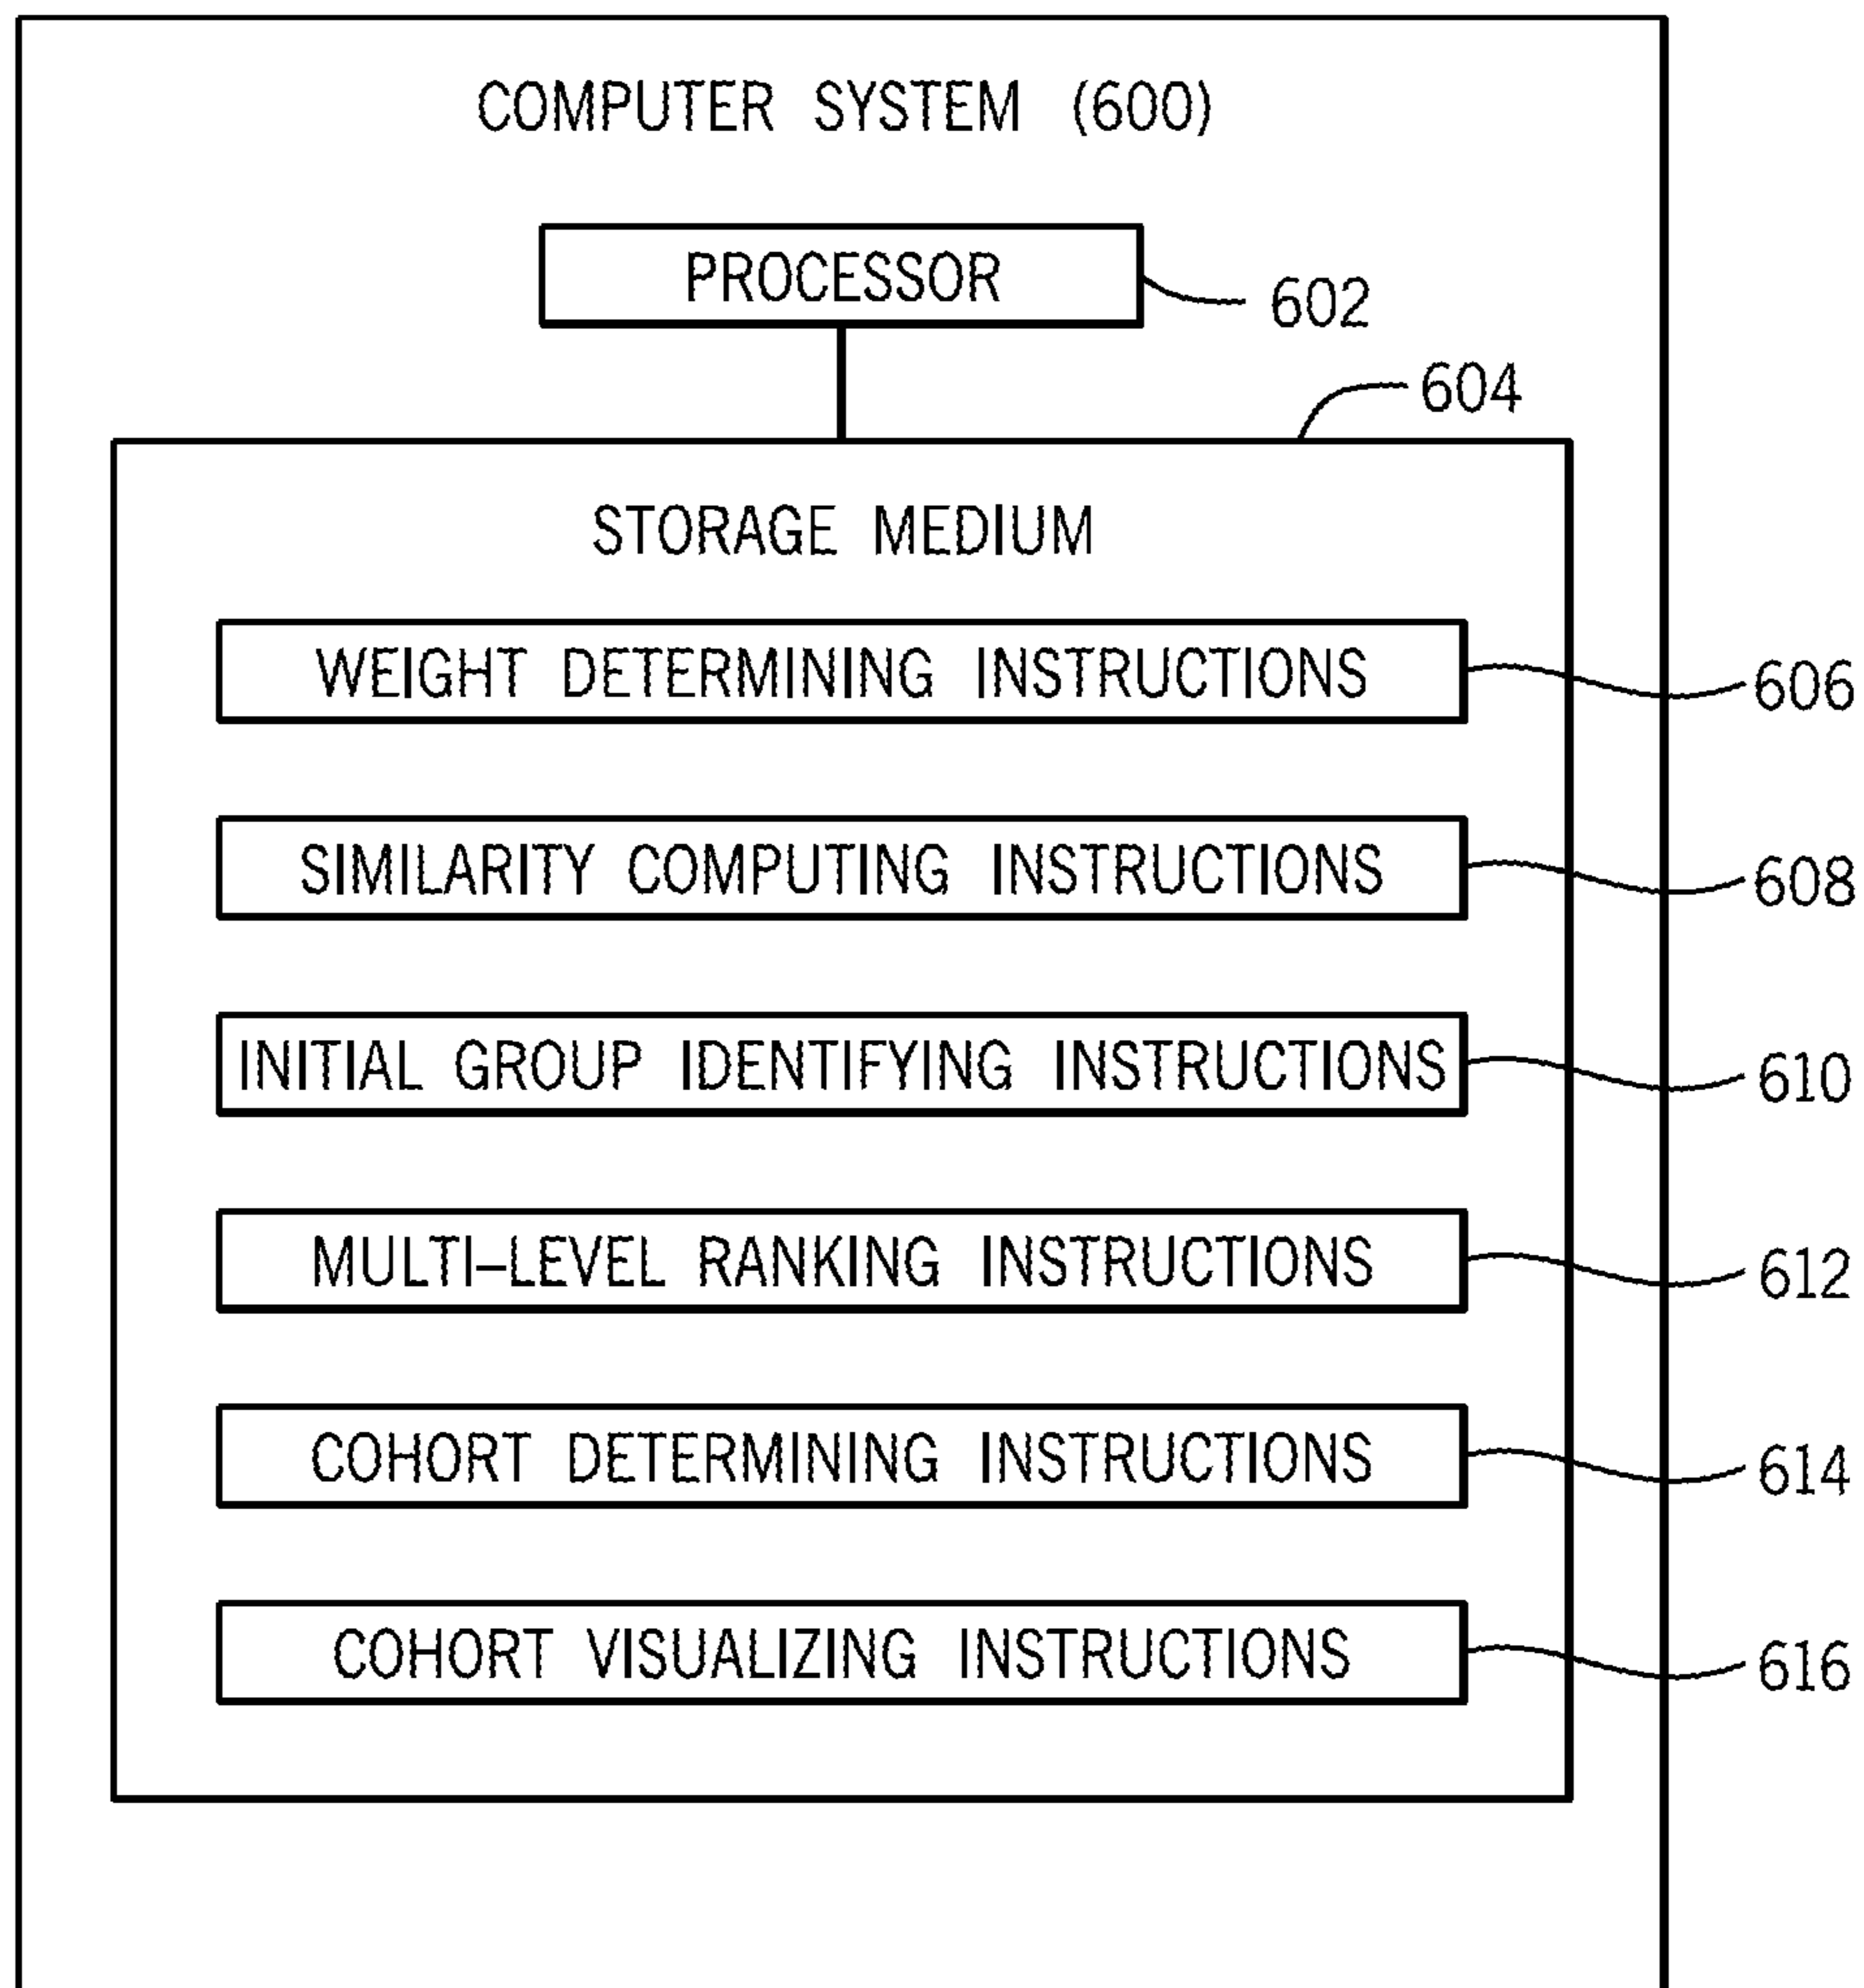 COMPUTER SYSTEM (600)
PROCESSOR
602
604
STORAGE MEDIUM
WEIGHT DETERMINING INSTRUCTIONS
606
SIMILARITY COMPUTING INSTRUCTIONS
608
INITIAL GROUP IDENTIFYING INSTRUCTIONS
610
MULTI-LEVEL RANKING INSTRUCTIONS
612
COHORT DETERMINING INSTRUCTIONS
614
COHORT VISUALIZING INSTRUCTIONS
616